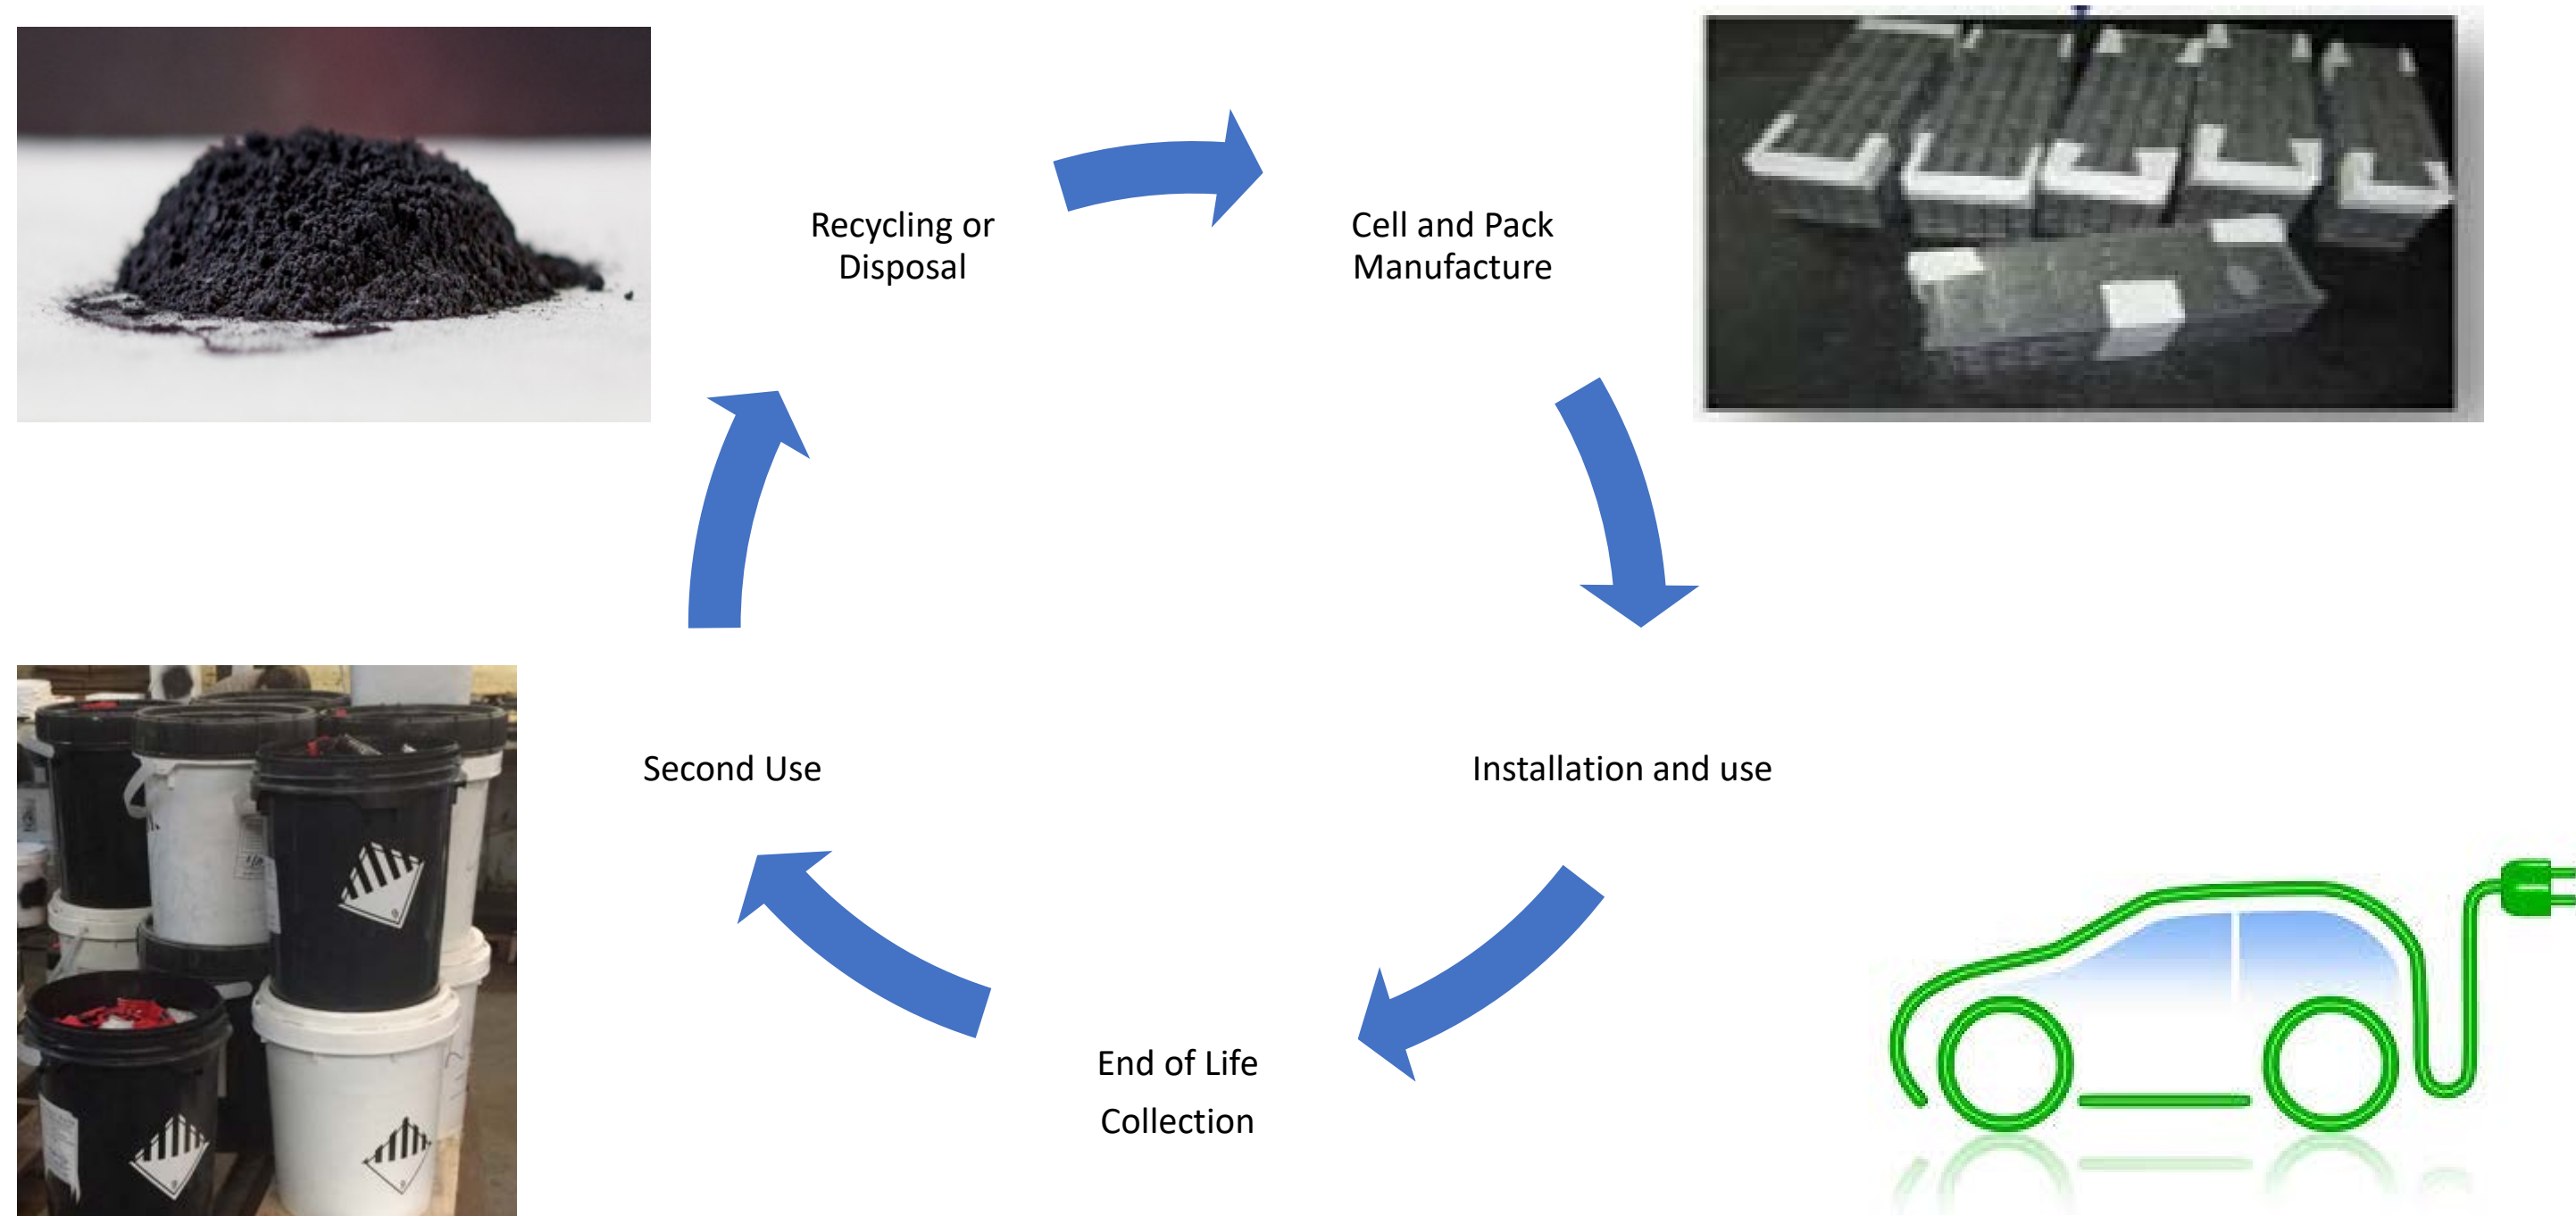 Recycling or
Disposal
Cell and Pack
Manufacture
Second Use
Installation and use
End of Life
Collection